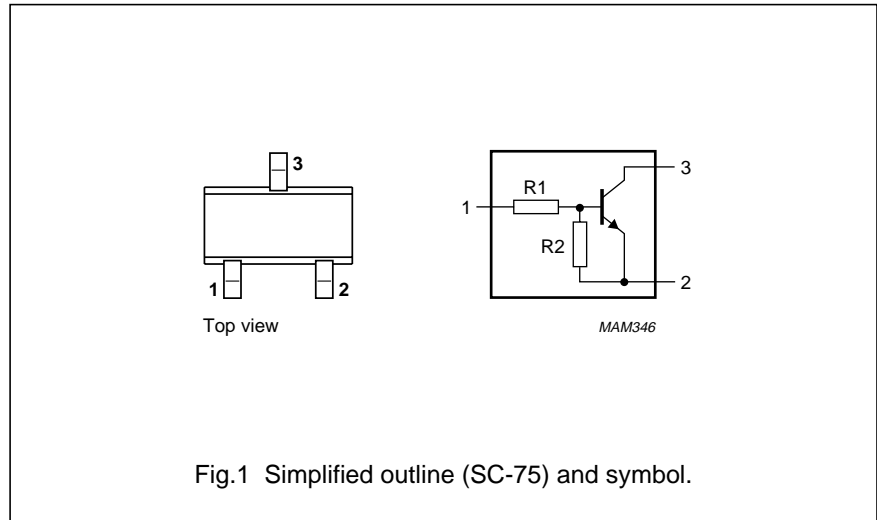 3
1
2
Top view
1
R1
R2
3
2
MAM346
Fig.1 Simplified outline (SC-75) and symbol.